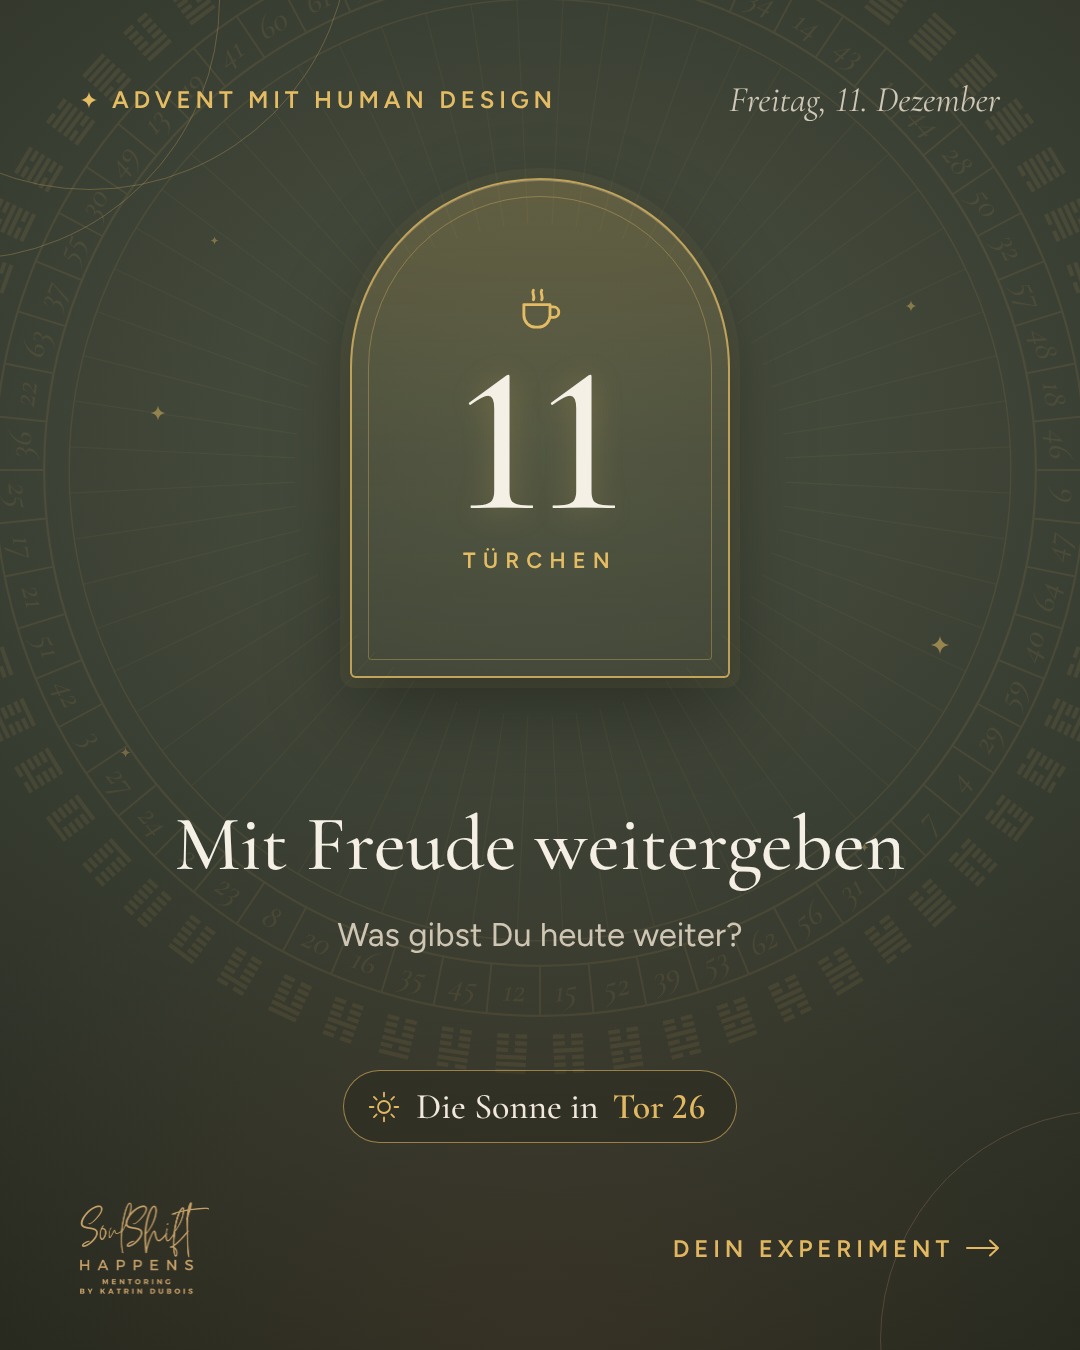 ADVENT MIT HUMAN DESIGN
Freitag, 11. Dezember
11
TÜRCHEN
Mit Freude weitergeben
Was gibst Du heute weiter?
Die Sonne in Tor 26
SoulShift
HAPPENS
MENTORING
BY KATRIN DUBOIS
DEIN EXPERIMENT →